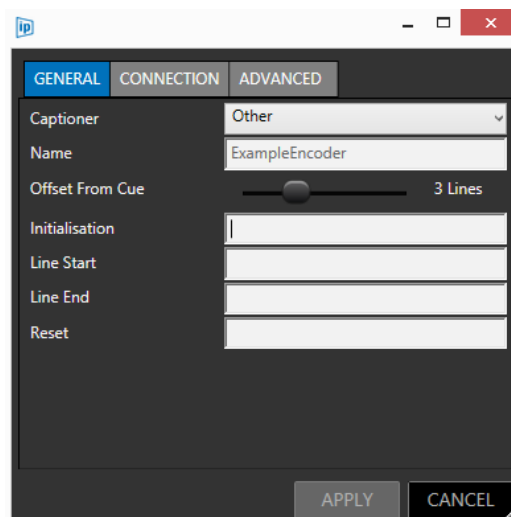 ip
GENERAL CONNECTION ADVANCED
Captioner Other
Name ExampleEncoder
Offset From Cue 3 Lines
Initialisation
Line Start
Line End
Reset
APPLY CANCEL